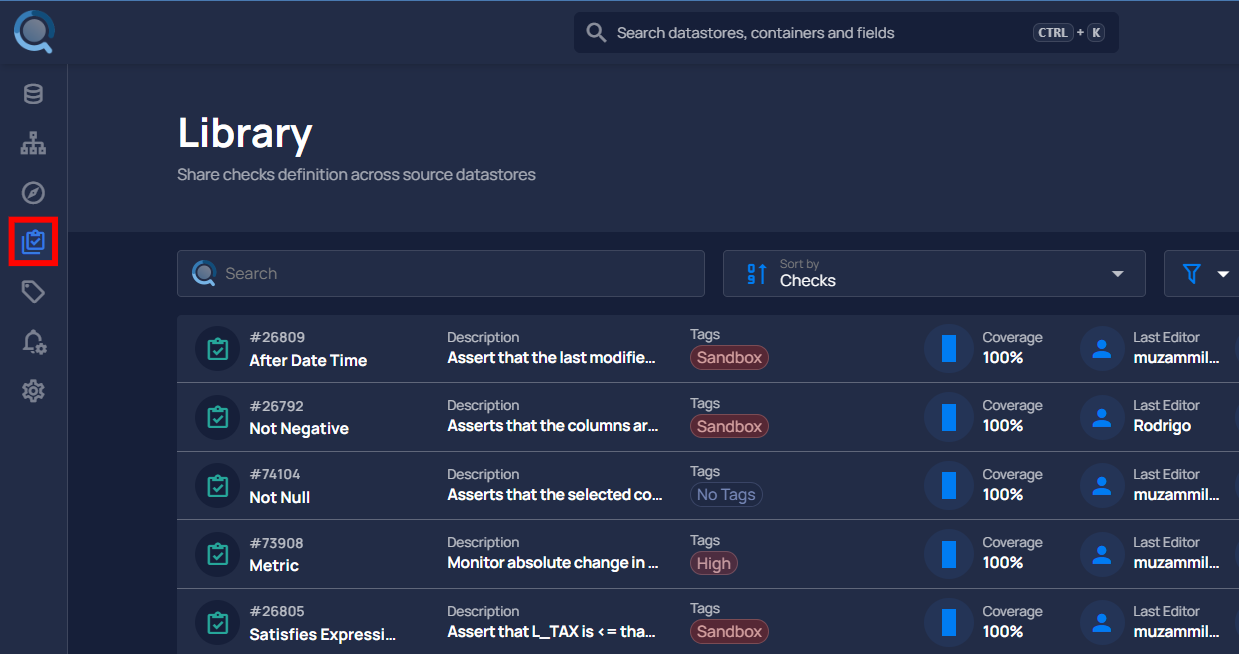 Search datastores, containers and fields CTRL + K
Library
Share checks definition across source datastores
Search
Sort by
Checks
#26809 Description Tags Coverage Last Editor
After Date Time Assert that the last modifie... Sandbox 100% muzammil...
#26792 Description Tags Coverage Last Editor
Not Negative Asserts that the columns ar... Sandbox 100% Rodrigo
#74104 Description Tags Coverage Last Editor
Not Null Asserts that the selected co... No Tags 100% muzammil...
#73908 Description Tags Coverage Last Editor
Metric Monitor absolute change in ... High 100% muzammil...
#26805 Description Tags Coverage Last Editor
Satisfies Expressi... Assert that L_TAX is <= tha... Sandbox 100% muzammil...